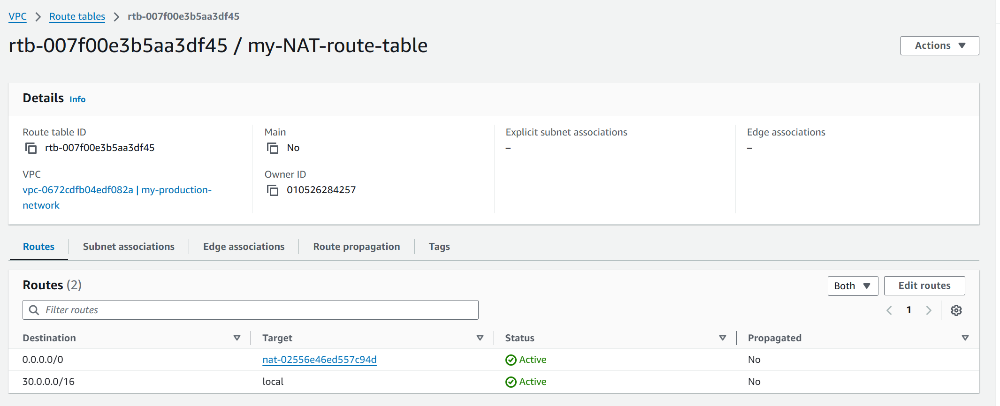 VPC > Route tables > rtb-007f00e3b5aa3df45
rtb-007f00e3b5aa3df45 / my-NAT-route-table
Actions
Details Info
Route table ID
rtb-007f00e3b5aa3df45
Main
No
Explicit subnet associations
–
Edge associations
–
VPC
vpc-0672cdfb04edf082a | my-production-
network
Owner ID
010526284257
Routes Subnet associations Edge associations Route propagation Tags
Routes (2)
Both Edit routes
Filter routes
1
Destination Target Status Propagated
0.0.0.0/0 nat-02556e46ed557c94d Active No
30.0.0.0/16 local Active No